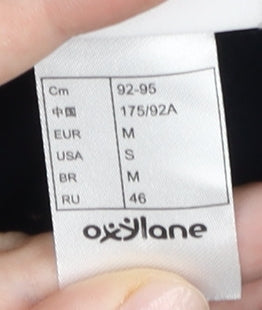 Cm 92-95
中国 175/92A
EUR M
USA S
BR M
RU 46
oxylane